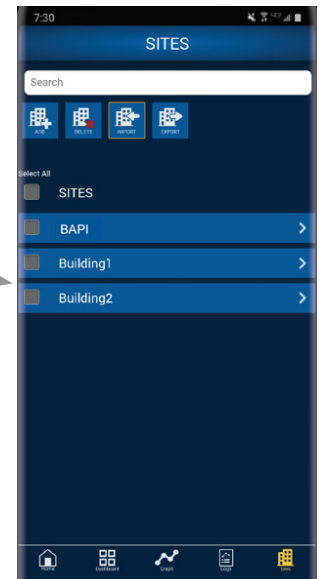 7:30
SITES
Search
ADD DELETE IMPORT EXPORT
Select All
SITES
BAPI
Building1
Building2
Home Dashboard Graph Logs Sites